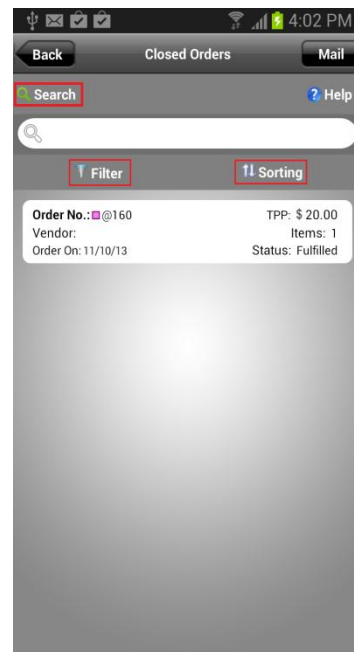 4:02 PM
Back Closed Orders Mail
Search Help
Filter Sorting
Order No.: @160 TPP: $ 20.00
Vendor: Items: 1
Order On: 11/10/13 Status: Fulfilled